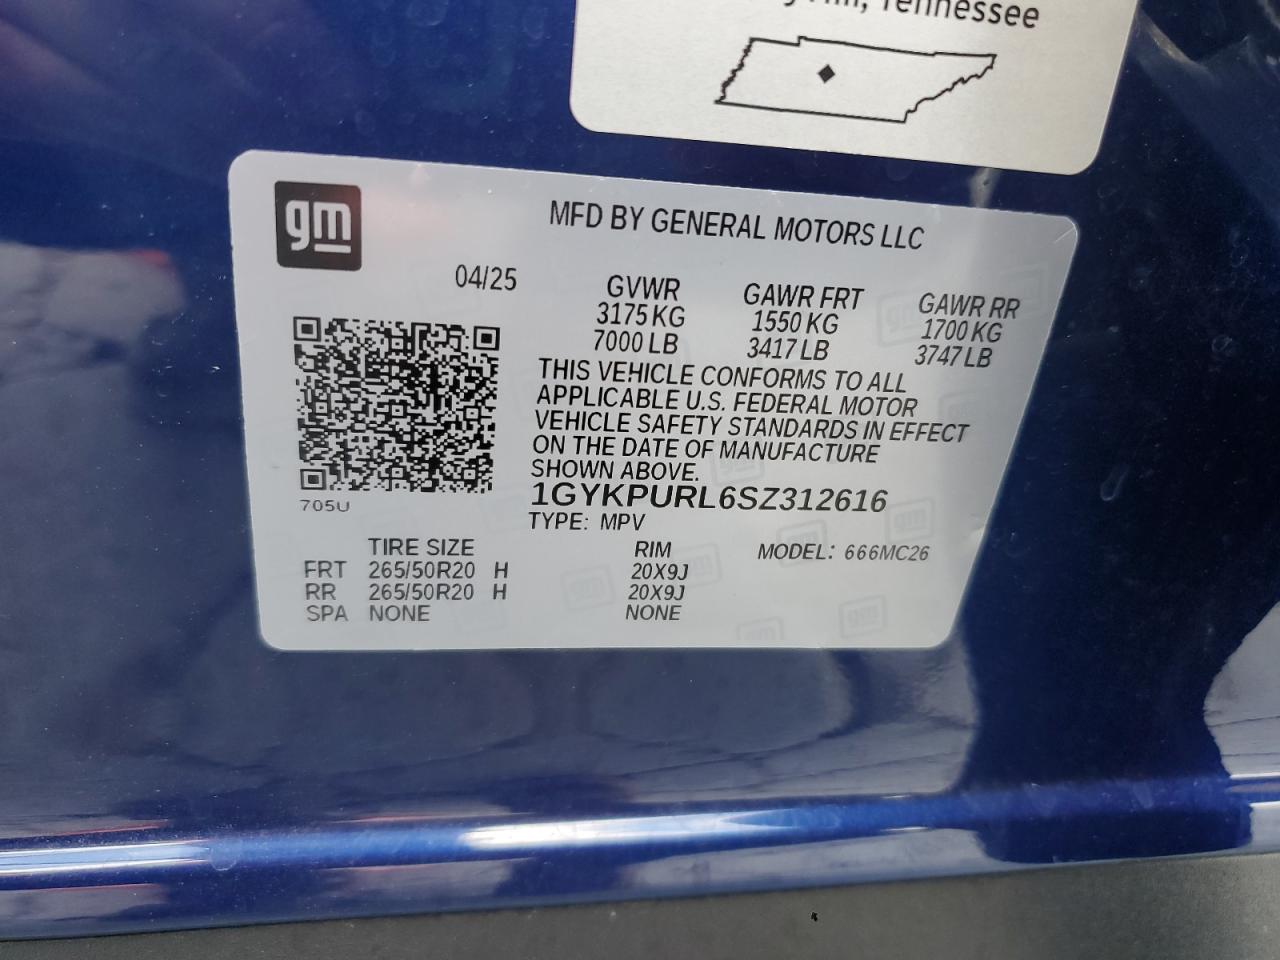 Tennessee
gm
MFD BY GENERAL MOTORS LLC
04/25
GVWR GAWR FRT GAWR RR
3175 KG 1550 KG 1700 KG
7000 LB 3417 LB 3747 LB
THIS VEHICLE CONFORMS TO ALL
APPLICABLE U.S. FEDERAL MOTOR
VEHICLE SAFETY STANDARDS IN EFFECT
ON THE DATE OF MANUFACTURE
SHOWN ABOVE.
705U
1GYKPURL6SZ312616
TYPE: MPV
TIRE SIZE RIM MODEL: 666MC26
FRT 265/50R20 H 20X9J
RR 265/50R20 H 20X9J
SPA NONE NONE